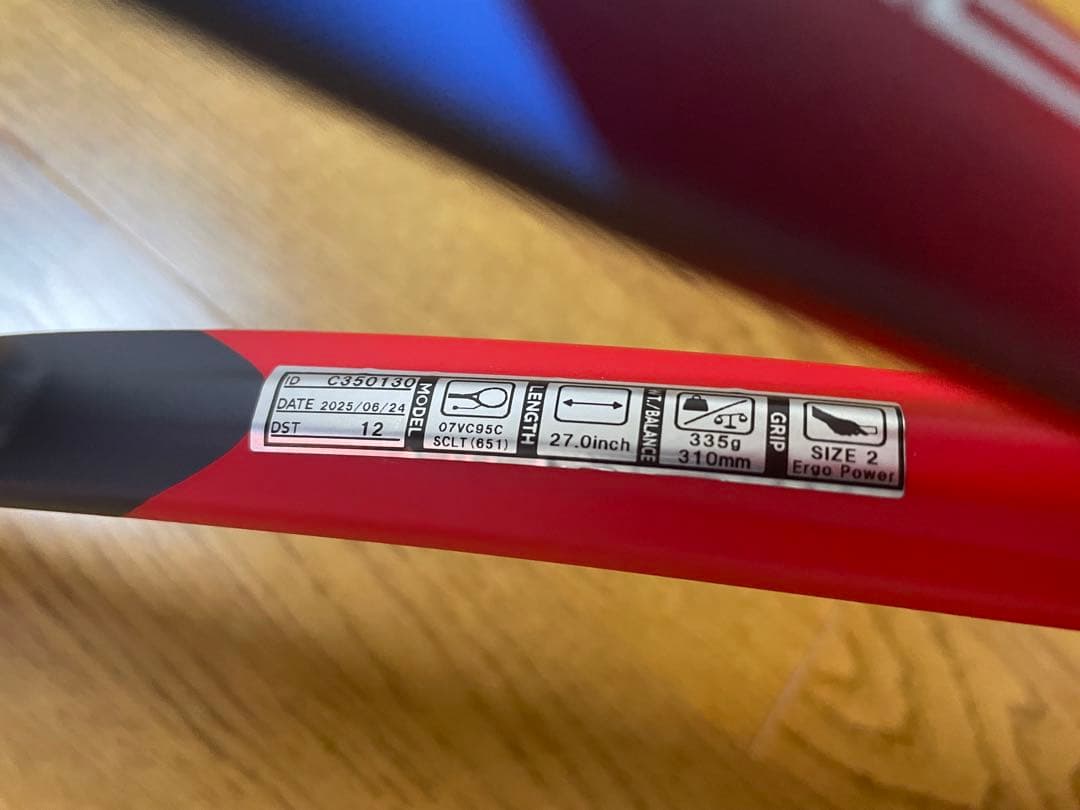 ID C350130
DATE 2025/06/24
DST 12
MODEL
07VC95C
SCLT(651)
LENGTH
27.0inch
WT./BALANCE
335g
310mm
GRIP
SIZE 2
Ergo Power